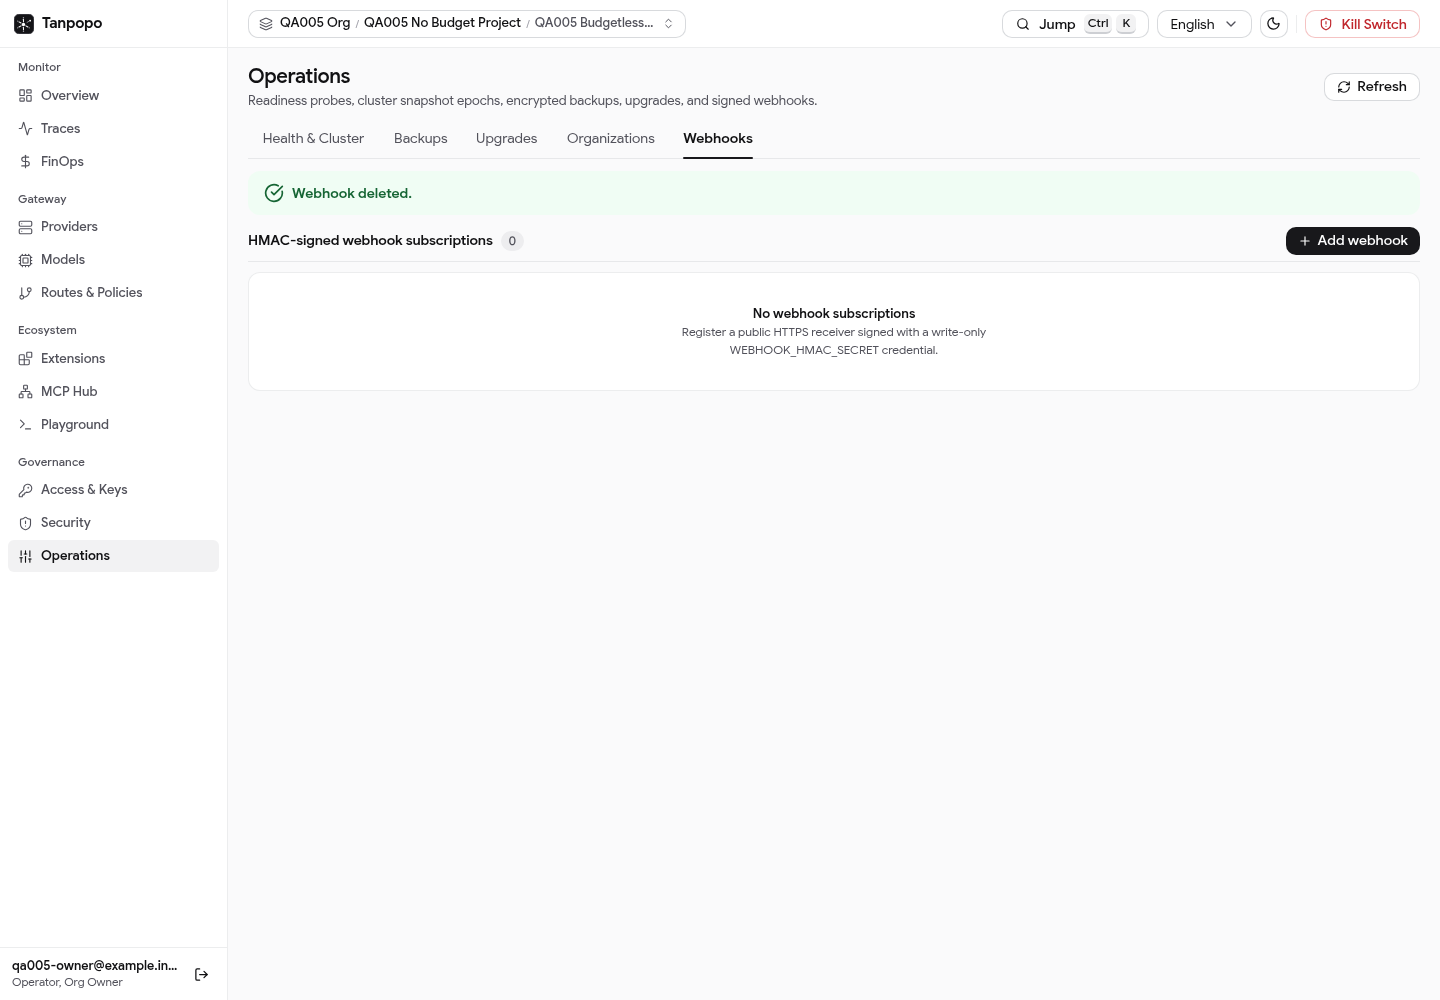 Tanpopo
QA005 Org / QA005 No Budget Project / QA005 Budgetless...
Jump Ctrl K
English
Kill Switch
Monitor
Overview
Traces
FinOps
Gateway
Providers
Models
Routes & Policies
Ecosystem
Extensions
MCP Hub
Playground
Governance
Access & Keys
Security
Operations
qa005-owner@example.in...
Operator, Org Owner
Operations
Readiness probes, cluster snapshot epochs, encrypted backups, upgrades, and signed webhooks.
Refresh
Health & Cluster Backups Upgrades Organizations Webhooks
Webhook deleted.
HMAC-signed webhook subscriptions 0
Add webhook
No webhook subscriptions
Register a public HTTPS receiver signed with a write-only
WEBHOOK_HMAC_SECRET credential.